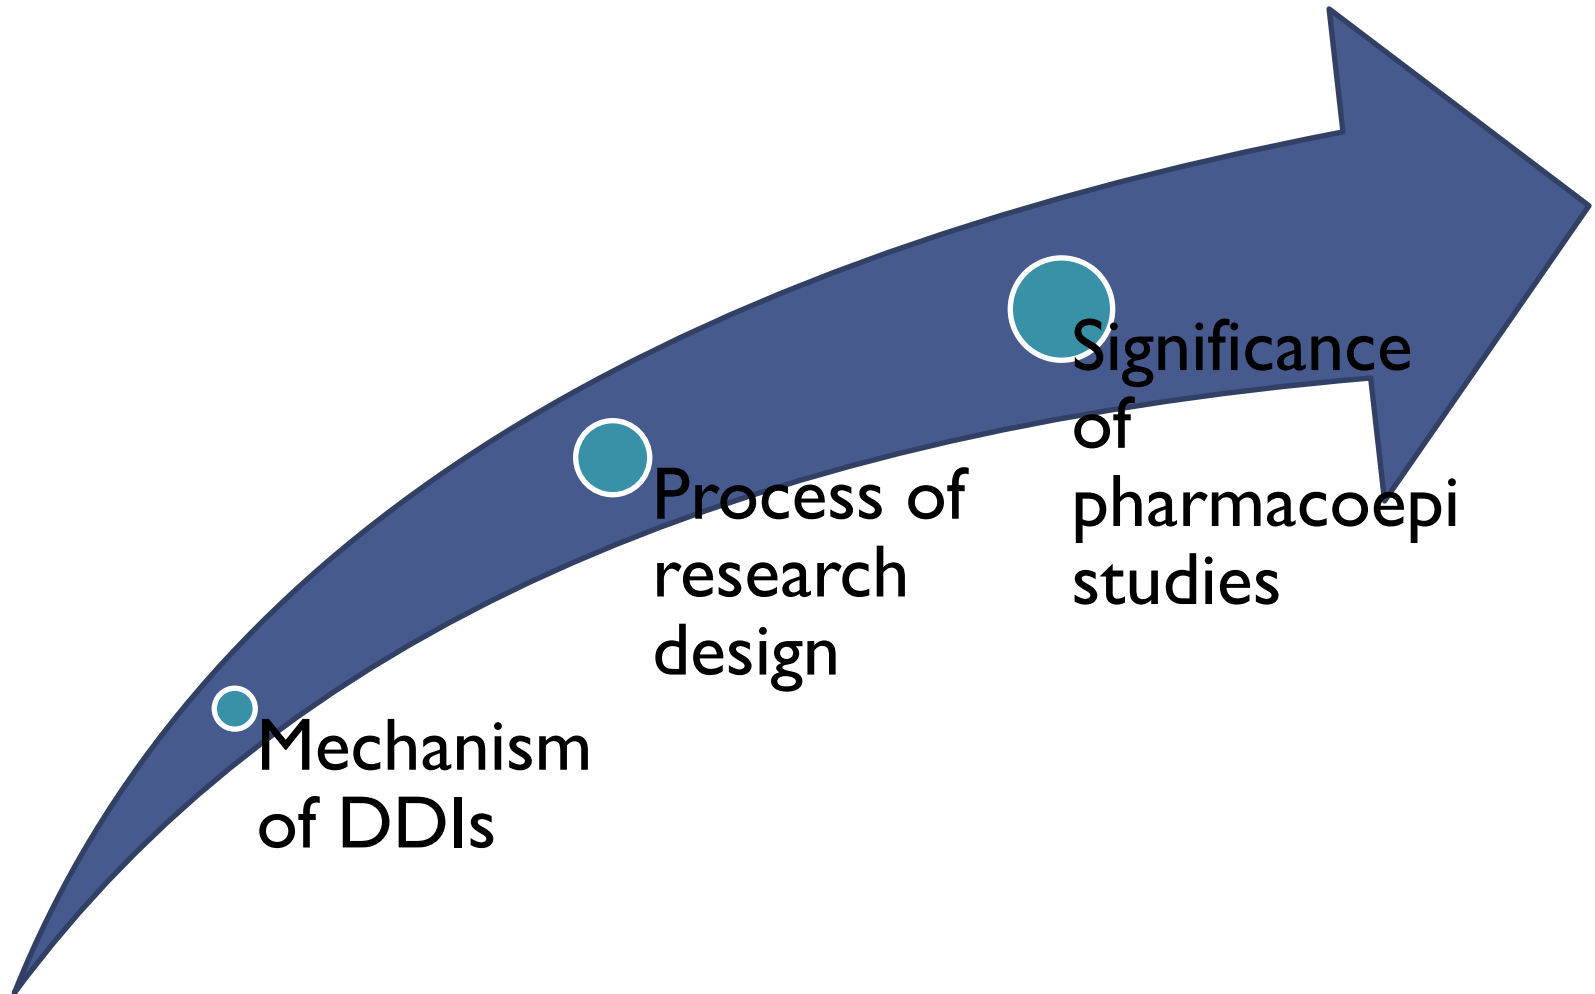 Mechanism
of DDIs
Process of
research
design
Significance
of
pharmacoepi
studies